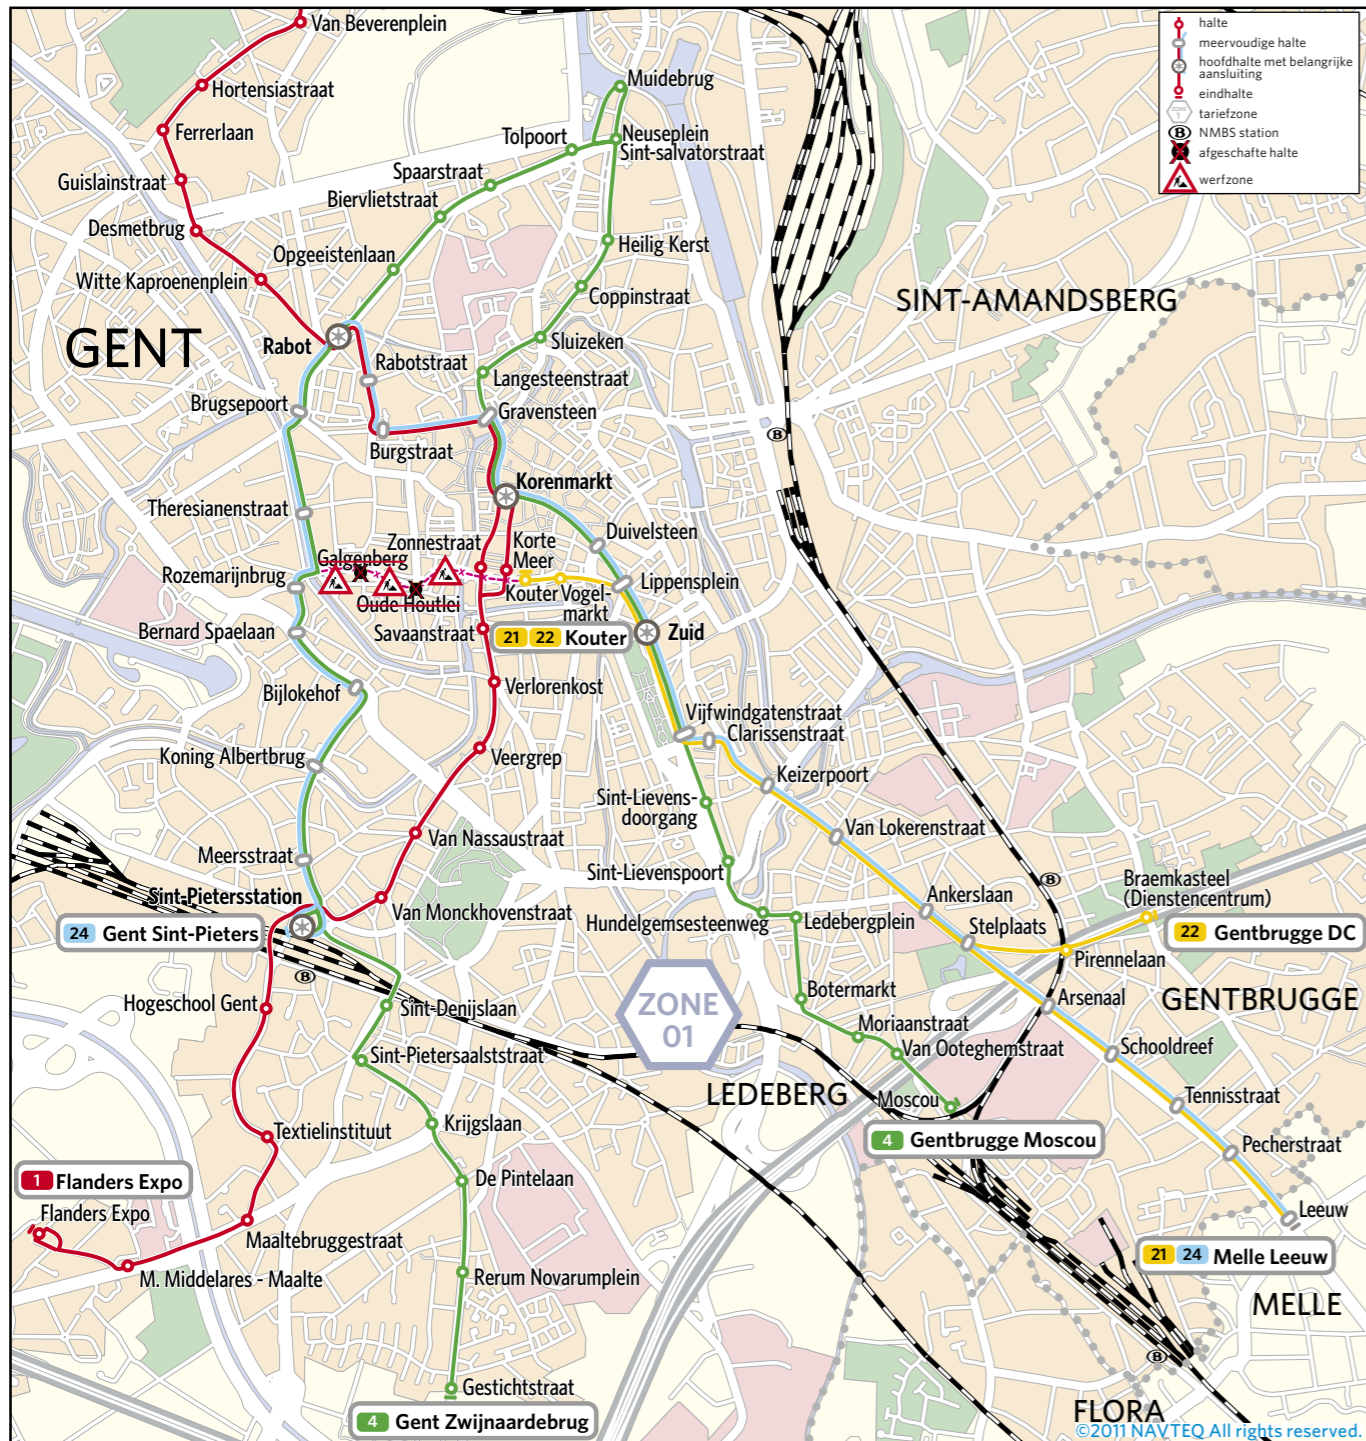 Van Beverenplein
halte
meervoudige halte
hoofdhalte met belangrijke
aansluiting
eindhalte
ZONE
1
tariefzone
B NMBS station
afgeschafte halte
werfzone
Hortensiastraat
Muidebrug
Ferrerlaan
Tolpoort
Neuseplein
Sint-salvatorstraat
Guislainstraat
Spaarstraat
Biervlietstraat
Desmetbrug
Heilig Kerst
Opgeeistenlaan
Witte Kaproenenplein
Coppinstraat
SINT-AMANDSBERG
GENT
Rabot
Sluizeken
Rabotstraat
Langesteenstraat
Brugsepoort
Gravensteen
B
Burgstraat
Korenmarkt
Theresianenstraat
Duivelsteen
Zonnestraat
Korte
Meer
Galgenberg
Rozemarijnbrug
Lippensplein
Oude Houtlei
Kouter
Vogel-
markt
Bernard Spaelaan
Savaanstraat
21 22 Kouter
Zuid
Bijlokehof
Verlorenkost
Vijfwindgatenstraat
Clarissenstraat
Koning Albertbrug
Veergrep
Keizerpoort
Sint-Lievens-
doorgang
Van Nassaustraat
Van Lokerenstraat
Meersstraat
Sint-Lievenspoort
B
Braemkasteel
(Dienstencentrum)
Sint-Pietersstation
Ankerslaan
Van Monckhovenstraat
Hundelgemsesteenweg
Ledebergplein
Stelplaats
24 Gent Sint-Pieters
22 Gentbrugge DC
Pirennelaan
B
Hogeschool Gent
Sint-Denijslaan
ZONE
01
Botermarkt
Arsenaal
GENTBRUGGE
Moriaanstraat
Sint-Pietersaalststraat
Van Ooteghemstraat
Schooldreef
LEDEBERG
Moscou
Tennisstraat
Textielinstituut
Krijgslaan
4 Gentbrugge Moscou
Pecherstraat
De Pintelaan
1 Flanders Expo
Flanders Expo
Leeuw
Maaltebruggestraat
21 24 Melle Leeuw
M. Middelares - Maalte
Rerum Novarumplein
MELLE
B
Gestichtstraat
4 Gent Zwijnaardebrug
FLORA
©2011 NAVTEQ All rights reserved.